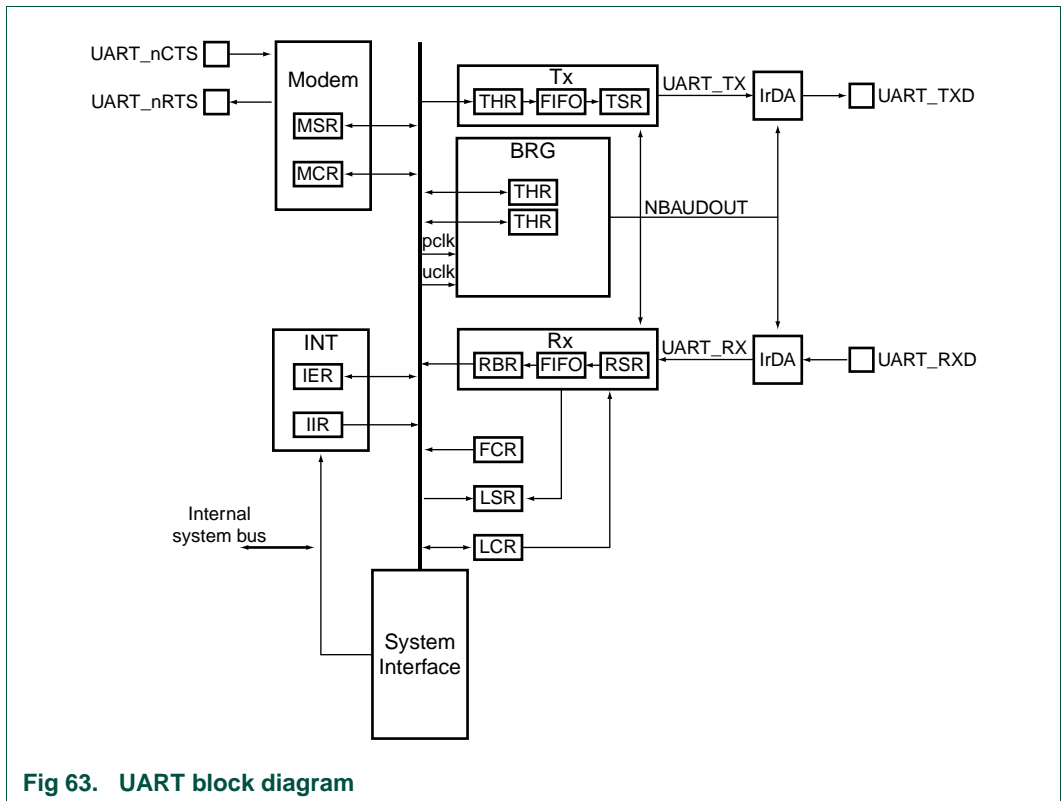 UART_nCTS
UART_nRTS
Modem
MSR
MCR
Tx
THR
FIFO
TSR
UART_TX
IrDA
UART_TXD
BRG
THR
THR
pclk
uclk
NBAUDOUT
INT
IER
IIR
Rx
RBR
FIFO
RSR
UART_RX
IrDA
UART_RXD
FCR
LSR
LCR
Internal
system bus
System
Interface
Fig 63. UART block diagram